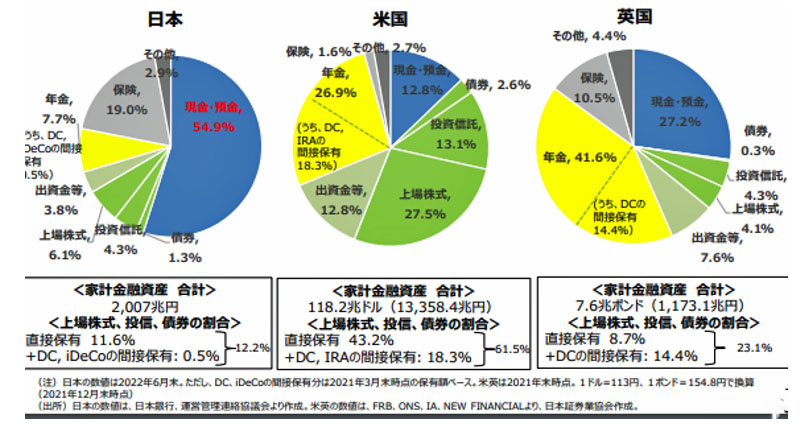 日本
その他,
2.9%
保険,
19.0%
年金,
7.7%
(うち、DC,
iDeCoの間接
保有
0.5%)
出資金等,
3.8%
上場株式,
6.1%
投資信託,
4.3%
債券,
1.3%
現金・預金,
54.9%
米国
保険, 1.6%
その他, 2.7%
年金,
26.9%
(うち、DC,
IRAの
間接保有
18.3%)
出資金等,
12.8%
現金・預金,
12.8%
債券, 2.6%
投資信託,
13.1%
上場株式,
27.5%
英国
その他, 4.4%
保険,
10.5%
年金, 41.6%
(うち、DCの
間接保有
14.4%)
現金・預金,
27.2%
債券,
0.3%
投資信託,
4.3%
上場株式,
4.1%
出資金等,
7.6%
<家計金融資産 合計>
2,007兆円
<上場株式、投信、債券の割合>
直接保有 11.6%
+DC, iDeCoの間接保有: 0.5%
12.2%
<家計金融資産 合計>
118.2兆ドル(13,358.4兆円)
<上場株式、投信、債券の割合>
直接保有 43.2%
+DC, IRAの間接保有: 18.3%
61.5%
<家計金融資産 合計>
7.6兆ポンド(1,173.1兆円)
<上場株式、投信、債券の割合>
直接保有 8.7%
+DCの間接保有: 14.4%
23.1%
(注)日本の数値は2022年6月末。ただし、DC、iDeCoの間接保有分は2021年3月末時点の保有額ベース。米英は2021年末時点。1ドル=113円、1ポンド=154.8円で換算
(2021年12月末時点)
(出所)日本の数値は、日本銀行、運営管理連絡協議会より作成。米英の数値は、FRB、ONS、IA、NEW FINANCIALより、日本証券業協会作成。